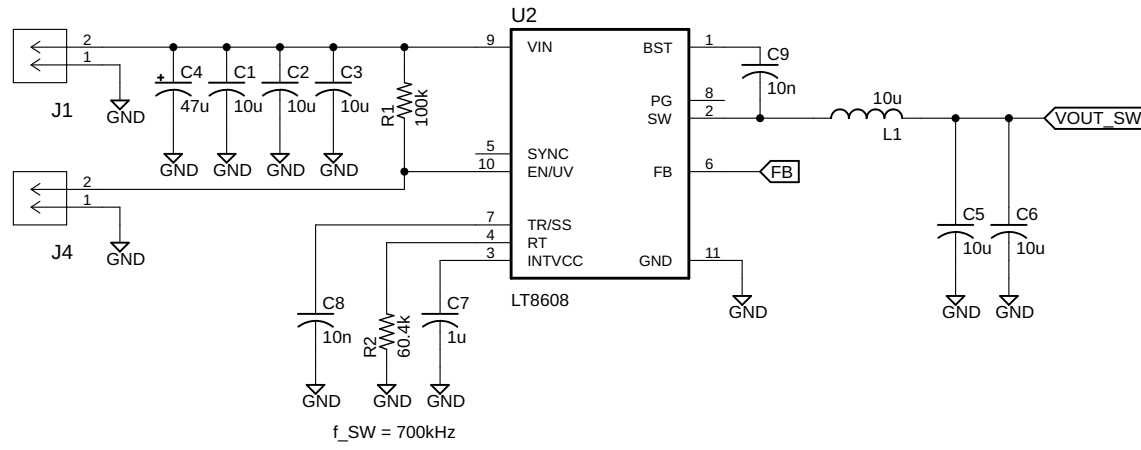 U2
2
1
J1
GND
+
C4
47u
GND
C1
10u
GND
C2
10u
GND
C3
10u
GND
R1
100k
9
VIN
5
SYNC
10
EN/UV
7
TR/SS
4
RT
3
INTVCC
BST
1
PG
8
SW
2
FB
6
GND
11
LT8608
C9
10n
10u
L1
VOUT_SW
FB
C5
10u
GND
C6
10u
GND
GND
2
1
J4
GND
C8
10n
GND
R2
60.4k
GND
C7
1u
GND
f_SW = 700kHz